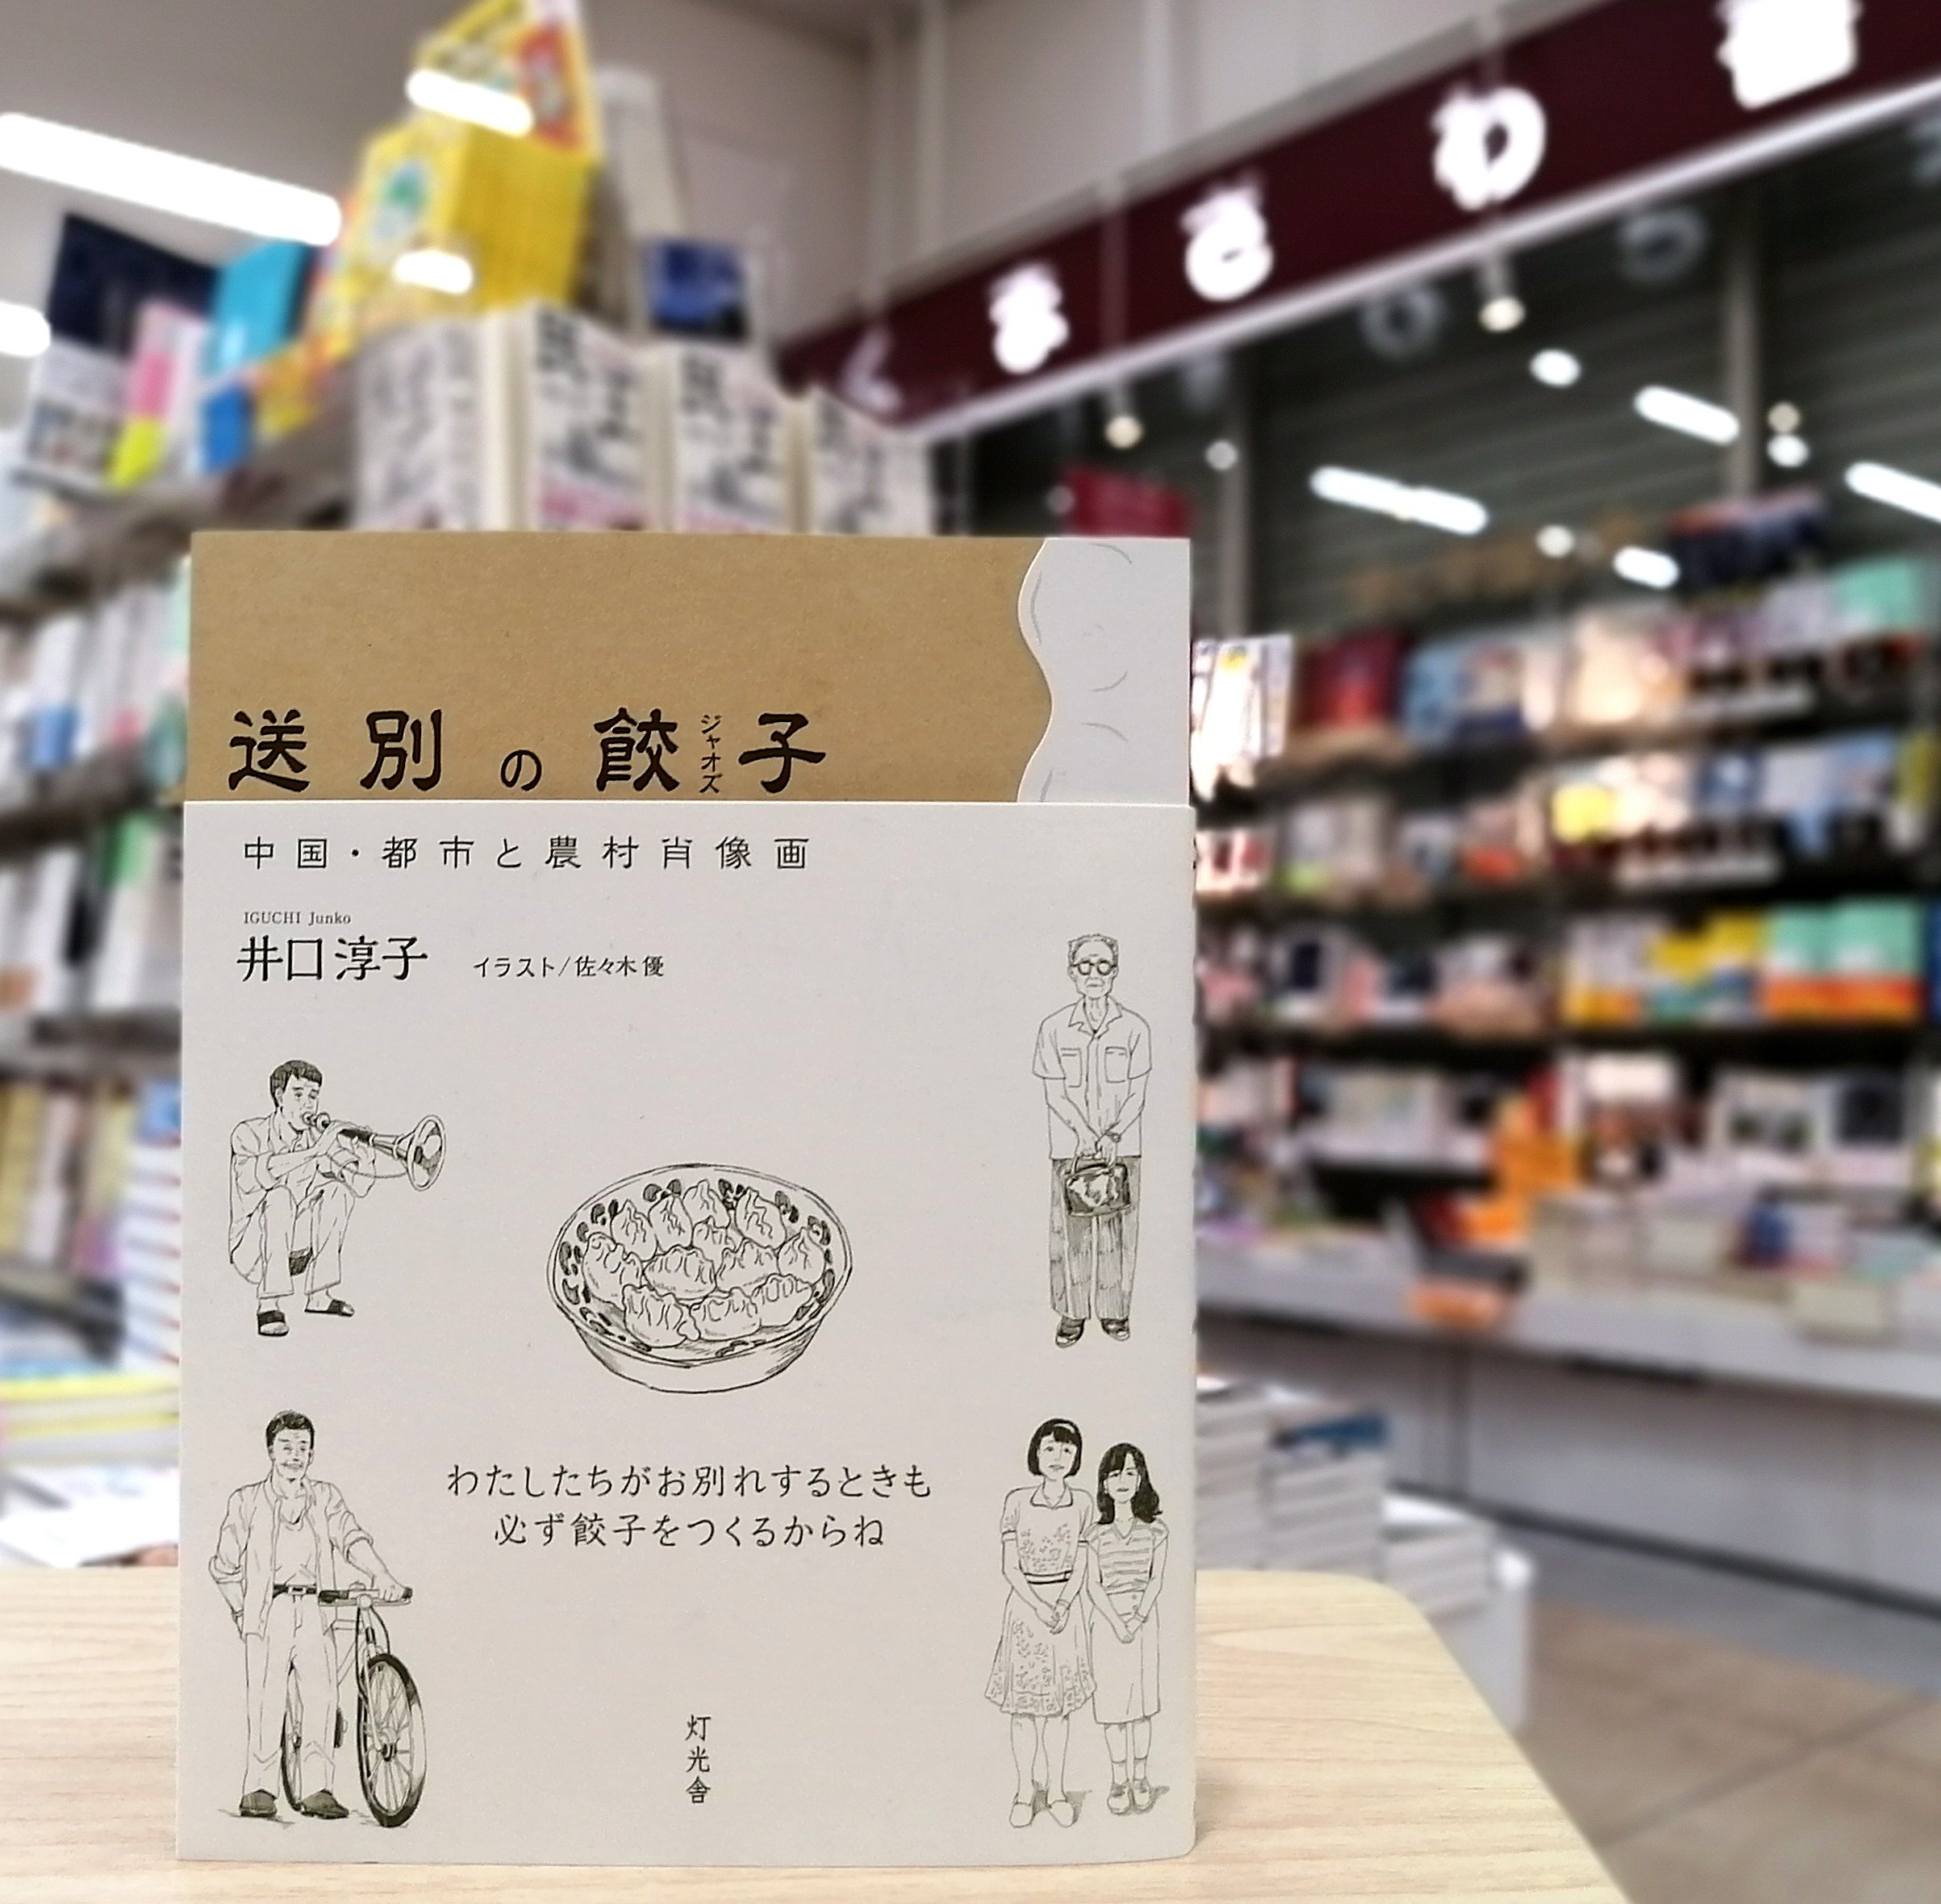 送別の餃子
ジャオズ
中国・都市と農村肖像画
IGUCHI Junko
井口淳子 イラスト/佐々木優
わたしたちがお別れするときも
必ず餃子をつくるからね
灯光舎